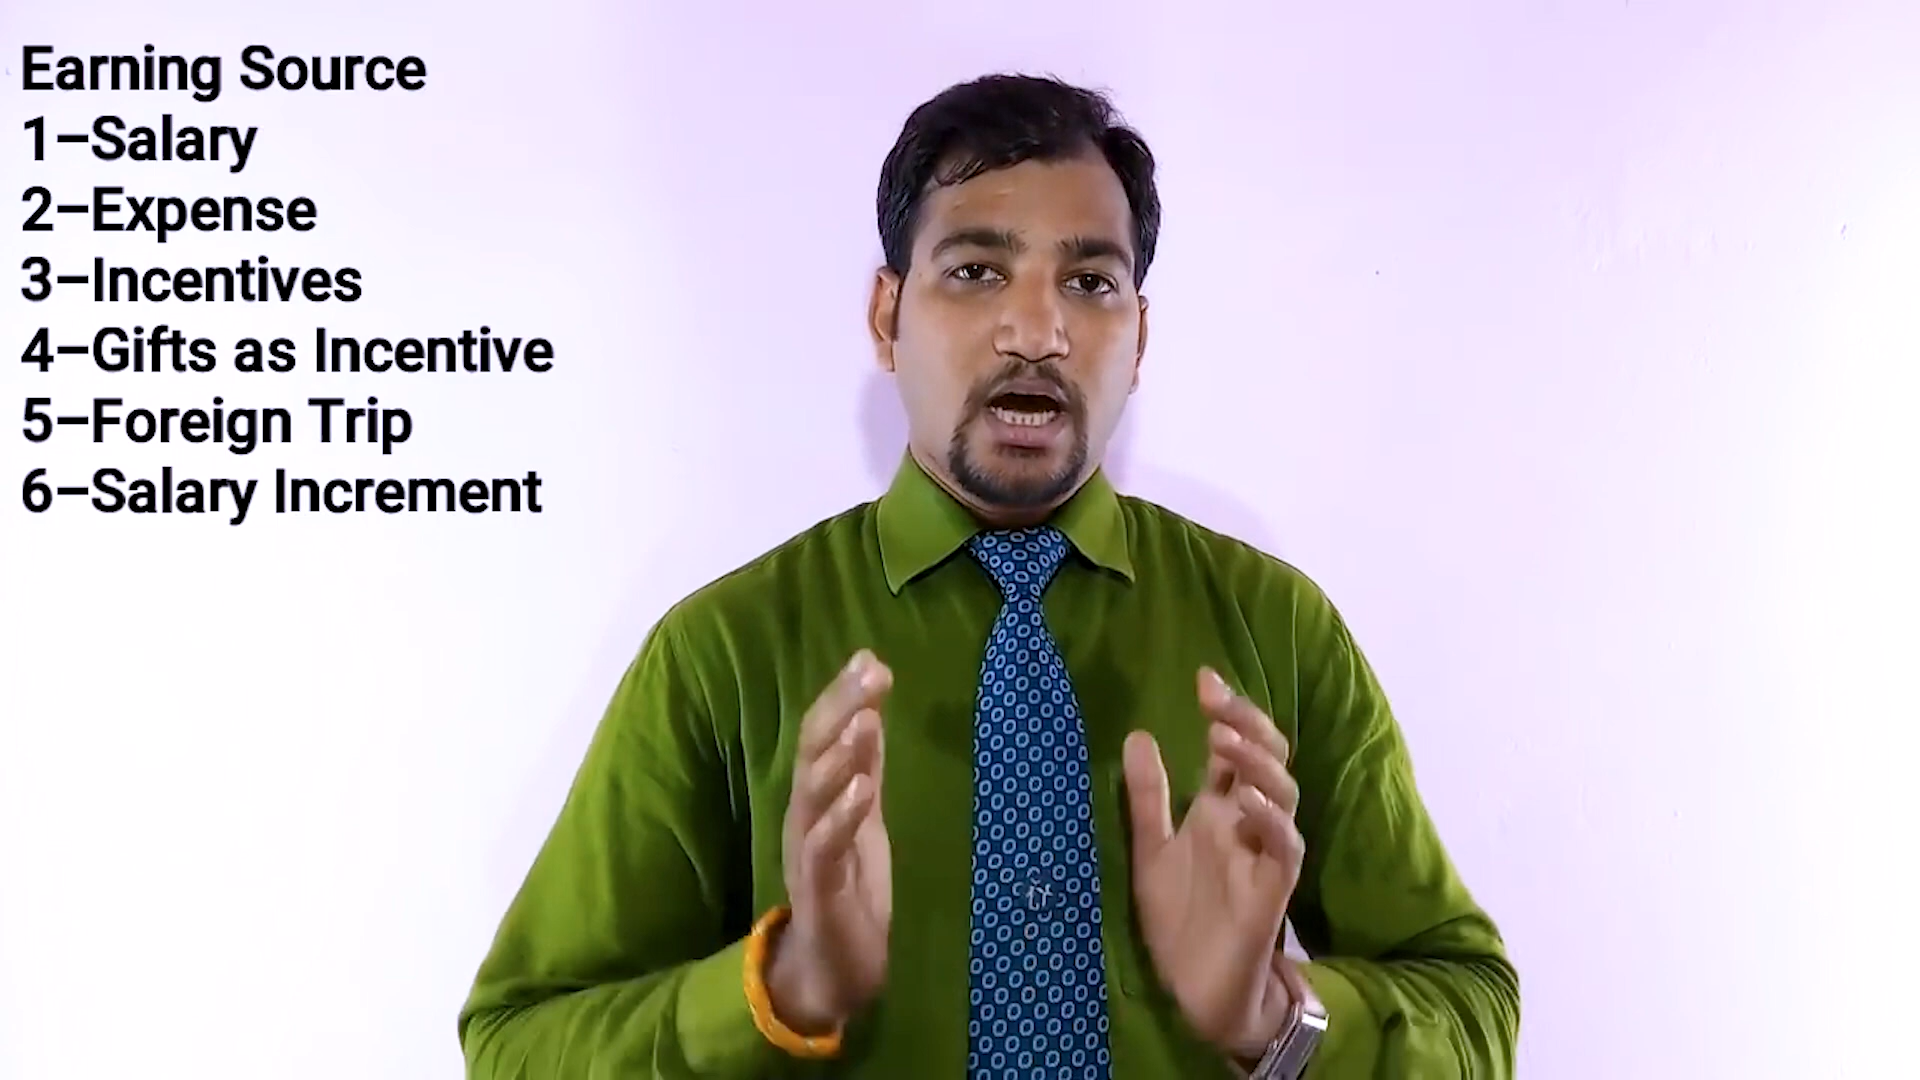 Earning Source
1–Salary
2–Expense
3–Incentives
4–Gifts as Incentive
5–Foreign Trip
6–Salary Increment